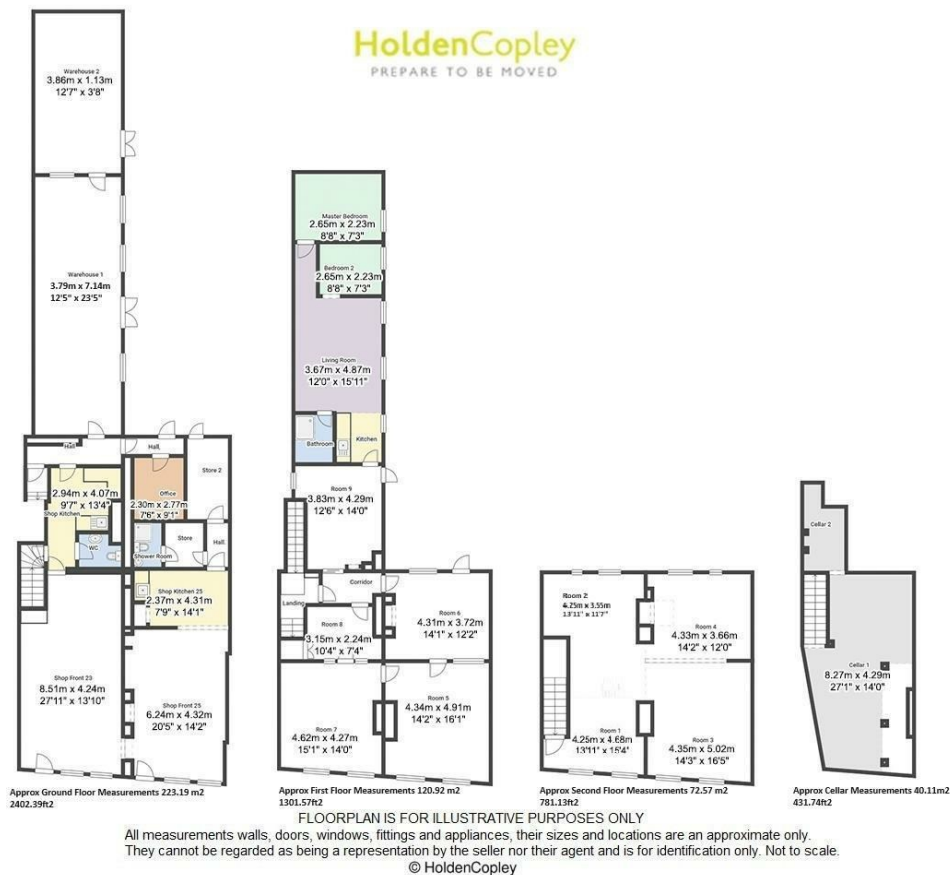 HoldenCopley
PREPARE TO BE MOVED
Warehouse 2
3.86m x 1.13m
12'7" x 3'8"
Warehouse 1
3.79m x 7.14m
12'5" x 23'5"
Hall
Hall
Store 2
2.94m x 4.07m
9'7" x 13'4"
Shop Kitchen
Office
2.30m x 2.77m
7'6" x 9'1"
WC
Shower Room
Store
Hall
Shop Kitchen 25
2.37m x 4.31m
7'9" x 14'1"
Shop Front 23
8.51m x 4.24m
27'11" x 13'10"
Shop Front 25
6.24m x 4.32m
20'5" x 14'2"
Approx Ground Floor Measurements 223.19 m2
2402.39ft2
Master Bedroom
2.65m x 2.23m
8'8" x 7'3"
Bedroom 2
2.65m x 2.23m
8'8" x 7'3"
Living Room
3.67m x 4.87m
12'0" x 15'11"
Bathroom
Kitchen
Room 9
3.83m x 4.29m
12'6" x 14'0"
Corridor
Landing
Room 6
4.31m x 3.72m
14'1" x 12'2"
Room 8
3.15m x 2.24m
10'4" x 7'4"
Room 5
4.34m x 4.91m
14'2" x 16'1"
Room 7
4.62m x 4.27m
15'1" x 14'0"
Approx First Floor Measurements 120.92 m2
1301.57ft2
Room 2
4.25m x 3.55m
13'11" x 11'7"
Room 4
4.33m x 3.66m
14'2" x 12'0"
Room 1
4.25m x 4.68m
13'11" x 15'4"
Room 3
4.35m x 5.02m
14'3" x 16'5"
Approx Second Floor Measurements 72.57 m2
781.13ft2
Cellar 2
Cellar 1
8.27m x 4.29m
27'1" x 14'0"
Approx Cellar Measurements 40.11m2
431.74ft2
FLOORPLAN IS FOR ILLUSTRATIVE PURPOSES ONLY
All measurements walls, doors, windows, fittings and appliances, their sizes and locations are an approximate only.
They cannot be regarded as being a representation by the seller nor their agent and is for identification only. Not to scale.
© HoldenCopley